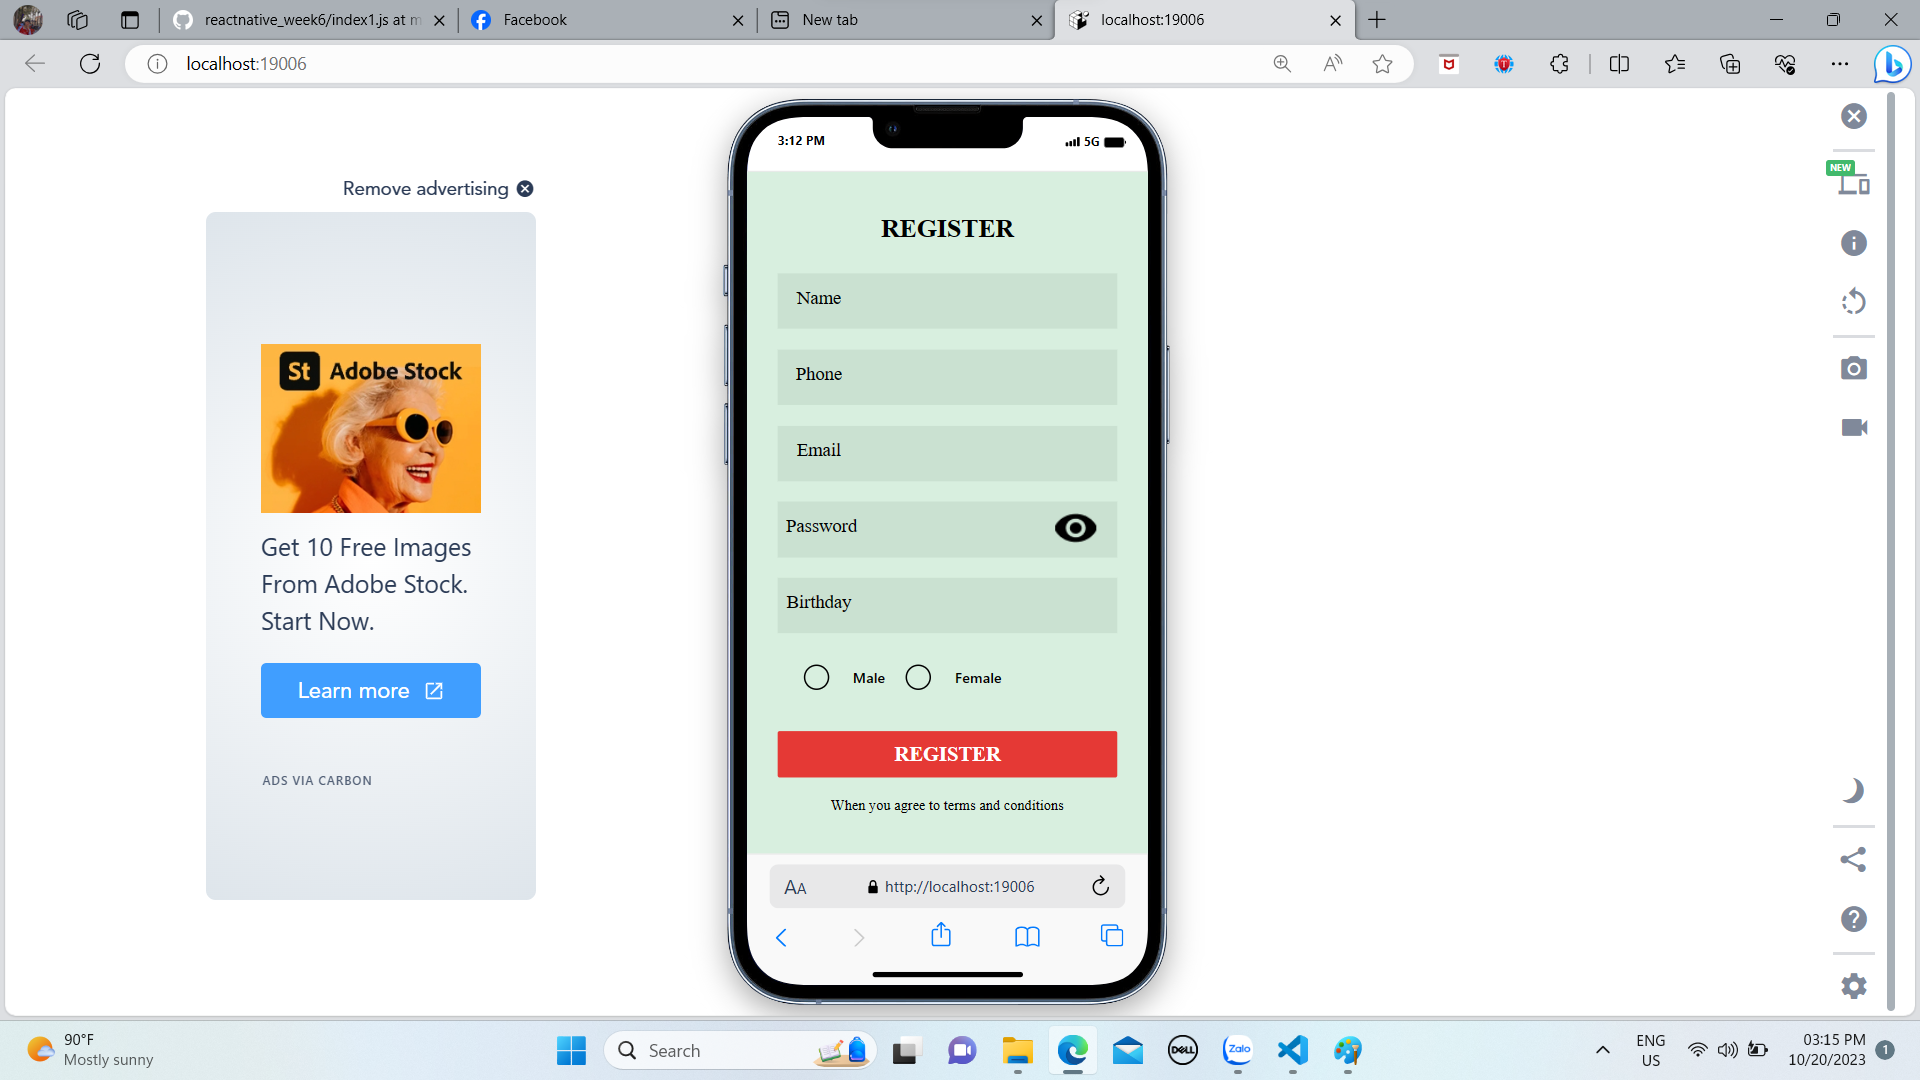 reactnative_week6/index1.js at m
Facebook
New tab
localhost:19006
localhost:19006
Remove advertising
St Adobe Stock
Get 10 Free Images
From Adobe Stock.
Start Now.
Learn more
ADS VIA CARBON
3:12 PM
5G
REGISTER
Name
Phone
Email
Password
Birthday
Male
Female
REGISTER
When you agree to terms and conditions
AA
http://localhost:19006
NEW
90°F
Mostly sunny
Search
DELL
Zalo
ENG
US
03:15 PM
10/20/2023
1